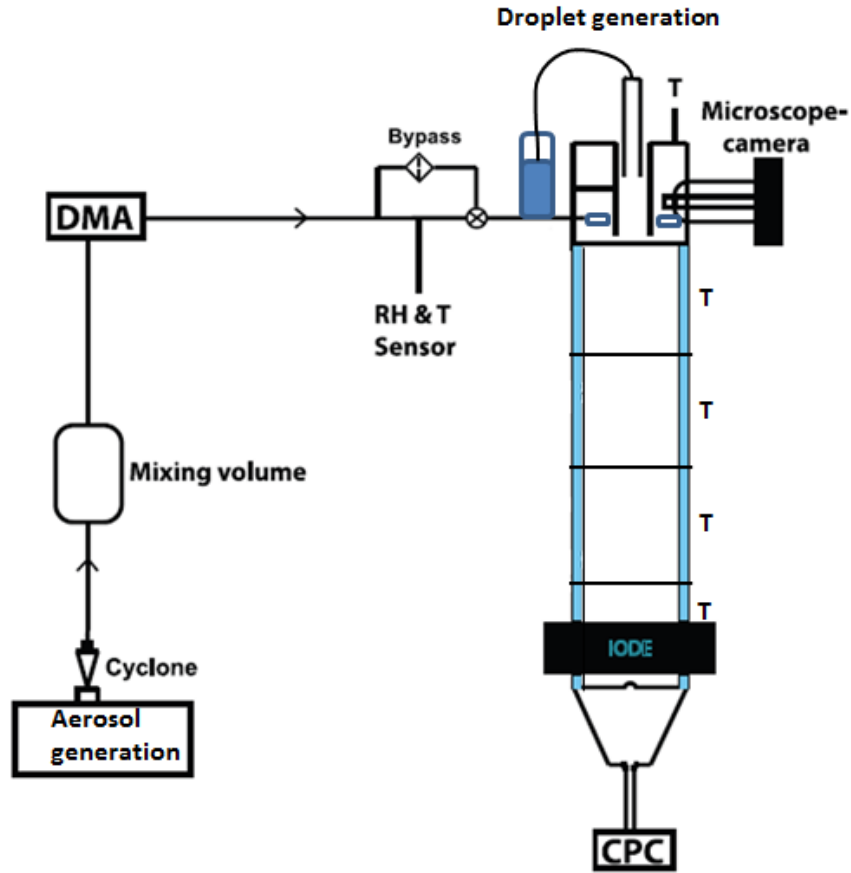 Droplet generation
T
Microscope-
camera
Bypass
DMA
RH & T
Sensor
T
T
Mixing volume
T
T
IODE
Cyclone
Aerosol
generation
CPC